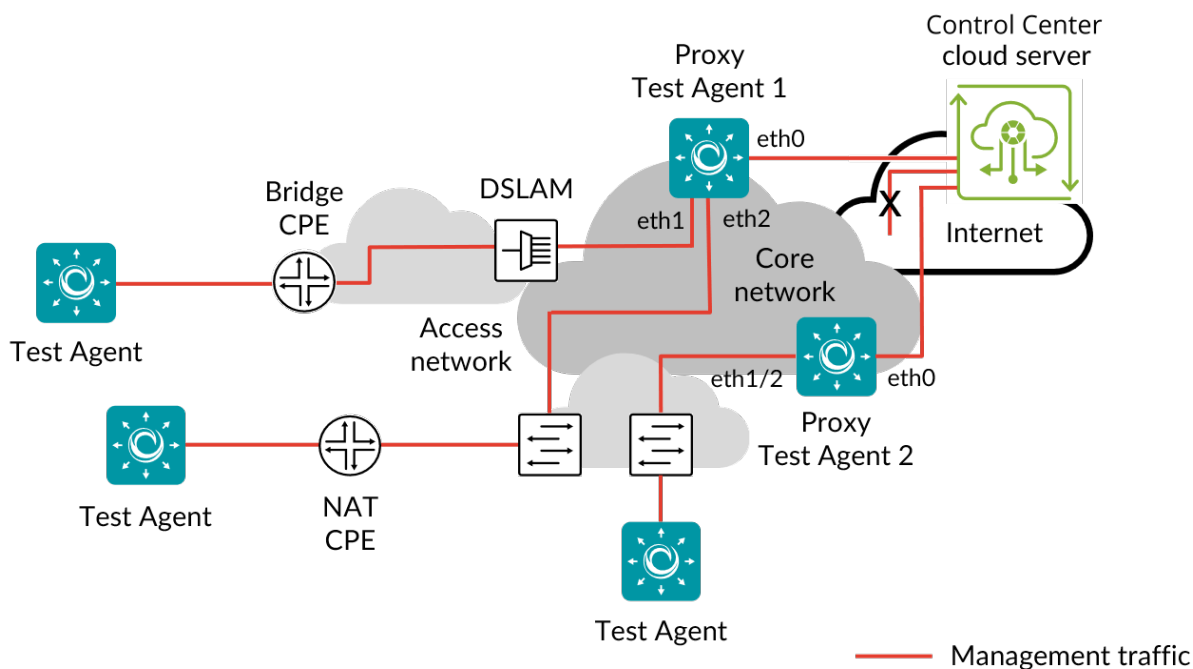 Control Center
cloud server
Proxy
Test Agent 1
eth0
Bridge
CPE
DSLAM
eth1
eth2
X
Internet
Core
network
Test Agent
Access
network
eth1/2
eth0
Proxy
Test Agent 2
Test Agent
NAT
CPE
Test Agent
Management traffic